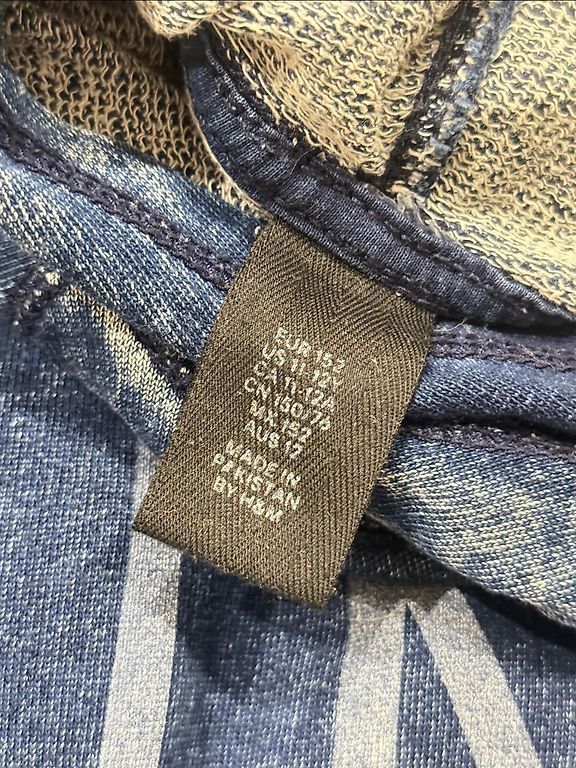 EUR 152
US 11-12Y
CA 11-12A
CN 150/76
MX 152
AUS 12
MADE IN
PAKISTAN
BY H&M